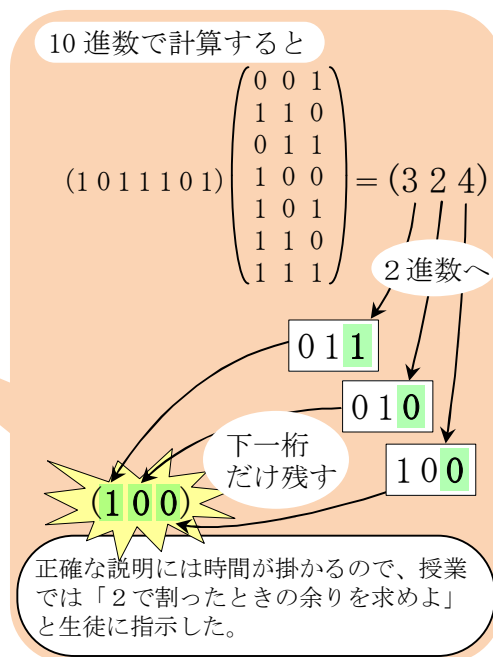 10 進数で計算すると
0 0 1
1 1 0
0 1 1
(1 0 1 1 1 0 1) 1 0 0 = (3 2 4)
1 0 1
1 1 0
1 1 1
2進数へ
0 1 1
0 1 0
1 0 0
下一桁
だけ残す
(1 0 0)
正確な説明には時間が掛かるので、授業
では「2で割ったときの余りを求めよ」
と生徒に指示した。